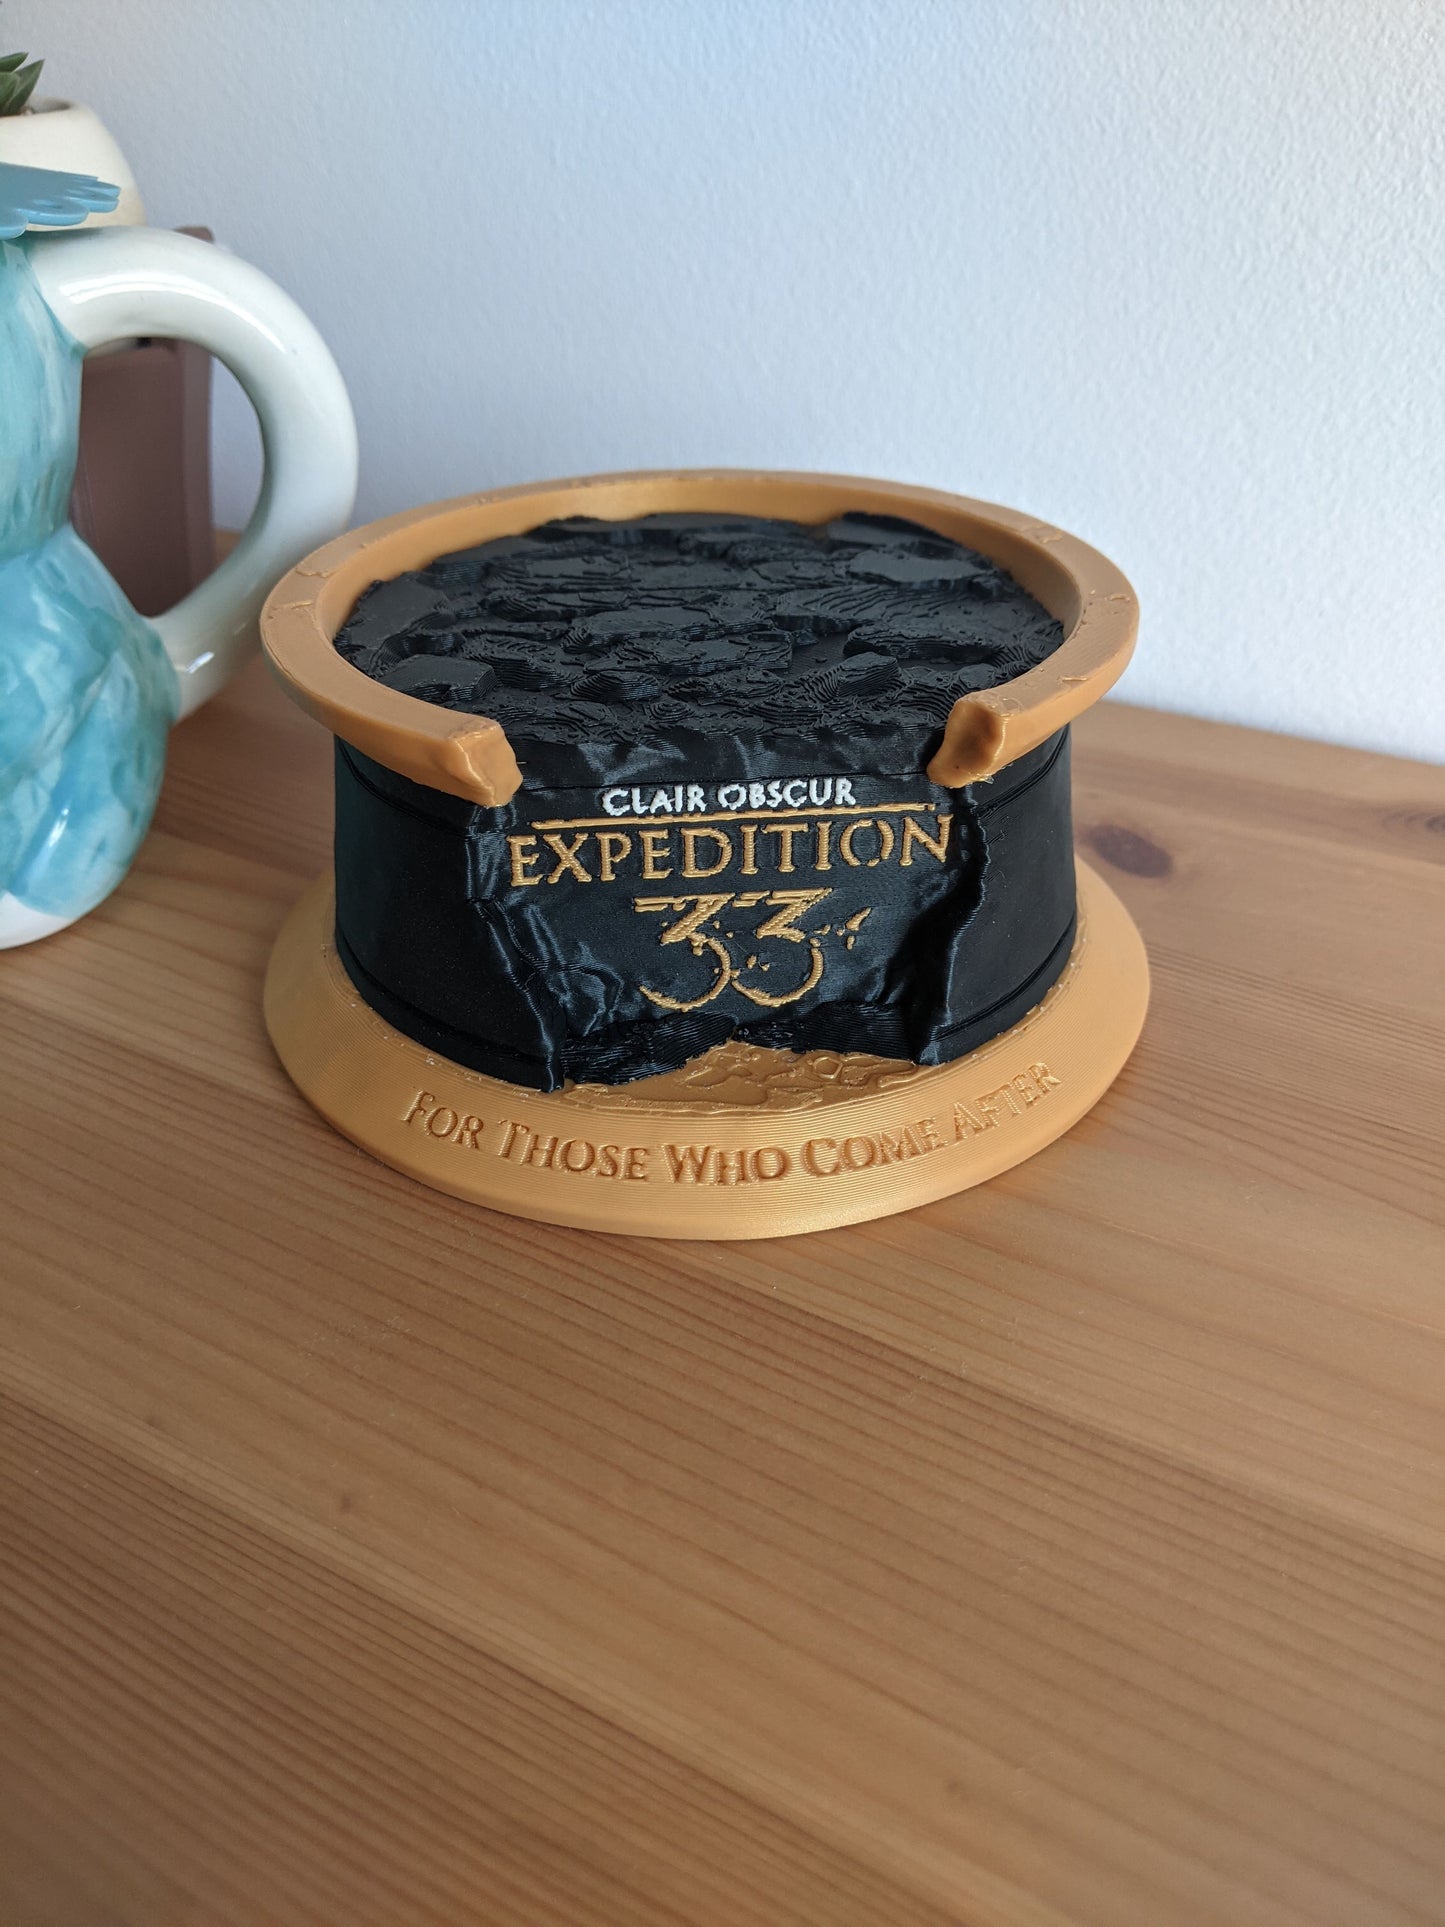 CLAIR OBSCUR
EXPEDITION
33
FOR THOSE WHO COME AFTER